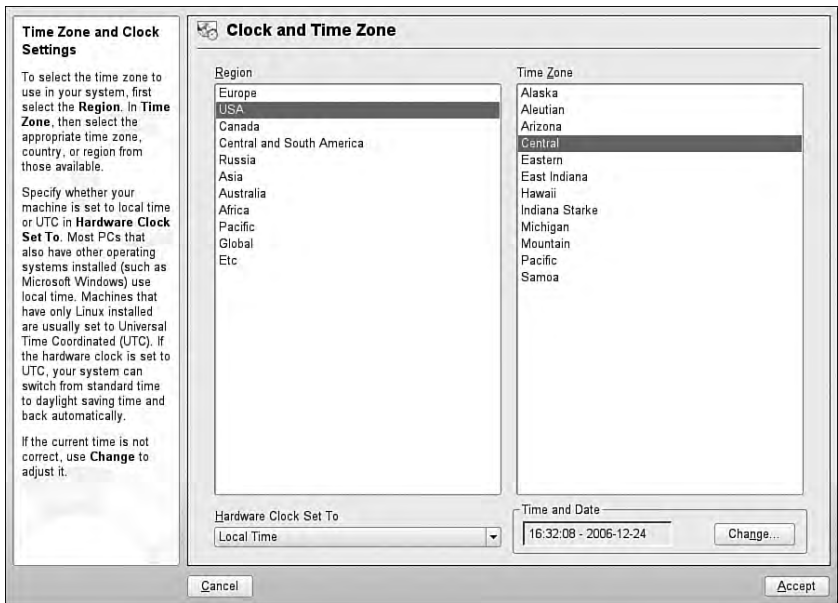 Time Zone and Clock
Settings
To select the time zone to
use in your system, first
select the Region. In Time
Zone, then select the
appropriate time zone,
country, or region from
those available.
Specify whether your
machine is set to local time
or UTC in Hardware Clock
Set To. Most PCs that
also have other operating
systems installed (such as
Microsoft Windows) use
local time. Machines that
have only Linux installed
are usually set to Universal
Time Coordinated (UTC). If
the hardware clock is set to
UTC, your system can
switch from standard time
to daylight saving time and
back automatically.
If the current time is not
correct, use Change to
adjust it.
Clock and Time Zone
Region
Europe
USA
Canada
Central and South America
Russia
Asia
Australia
Africa
Pacific
Global
Etc
Time Zone
Alaska
Aleutian
Arizona
Central
Eastern
East Indiana
Hawaii
Indiana Starke
Michigan
Mountain
Pacific
Samoa
Hardware Clock Set To
Local Time
Time and Date
16:32:08 - 2006-12-24
Change...
Cancel
Accept